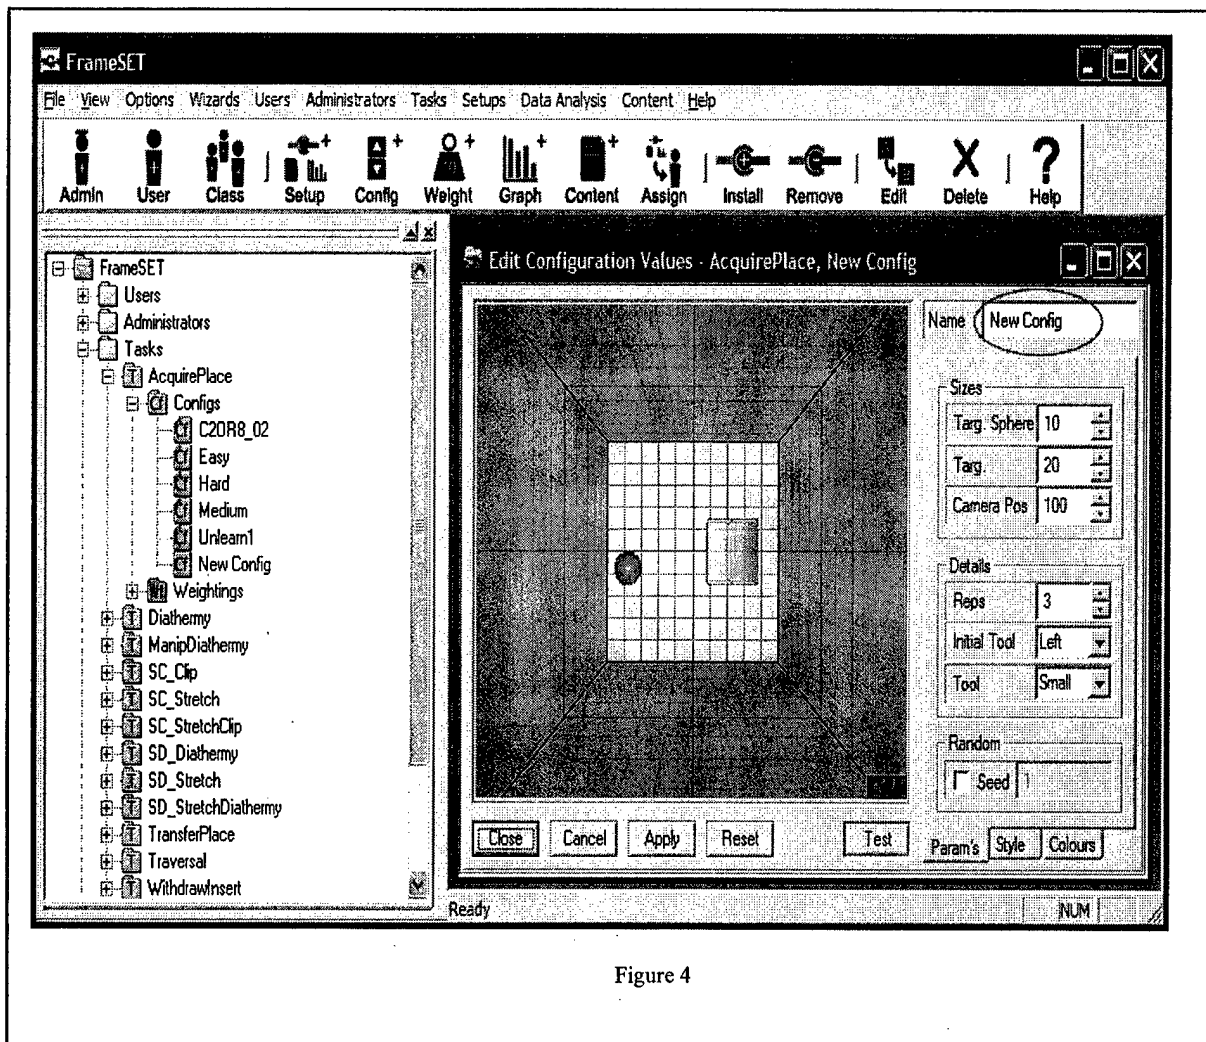 FrameSET
File View Options Wizards Users Administrators Tasks Setups Data Analysis Content Help
Admin User Class Setup Config Weight Graph Content Assign Install Remove Edit Delete Help
FrameSET
Users
Administrators
Tasks
AcquirePlace
Configs
C2OR8_02
Easy
Hard
Medium
Unlearn1
New Config
Weightings
Diathermy
ManipDiathermy
SC_Clip
SC_Stretch
SC_StretchClip
SD_Diathermy
SD_Stretch
SD_StretchDiathermy
TransferPlace
Traversal
WithdrawInsert
Edit Configuration Values - AcquirePlace, New Config
Name New Config
Sizes
Targ. Sphere 10
Targ. 20
Camera Pos 100
Details
Reps 3
Initial Tool Left
Tool Small
Random
Seed 1
Close Cancel Apply Reset Test
Param's Style Colours
Ready NUM
Figure 4